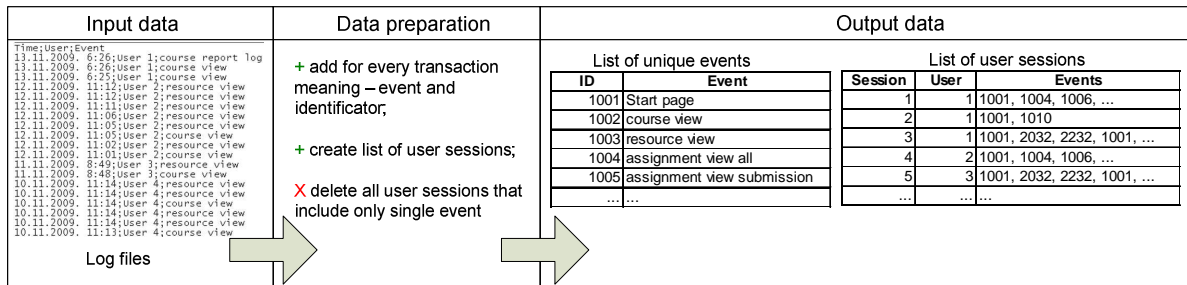 Input data
Time;User;Event
13.11.2009. 6:26;User 1;course report log
13.11.2009. 6:26;User 1;course view
13.11.2009. 6:25;User 1;course view
12.11.2009. 11:12;User 2;resource view
12.11.2009. 11:12;User 2;resource view
12.11.2009. 11:11;User 2;resource view
12.11.2009. 11:06;User 2;resource view
12.11.2009. 11:05;User 2;resource view
12.11.2009. 11:05;User 2;course view
12.11.2009. 11:02;User 2;resource view
12.11.2009. 11:01;User 2;course view
11.11.2009. 8:49;User 3;resource view
11.11.2009. 8:48;User 3;course view
10.11.2009. 11:14;User 4;resource view
10.11.2009. 11:14;User 4;resource view
10.11.2009. 11:14;User 4;course view
10.11.2009. 11:14;User 4;resource view
10.11.2009. 11:14;User 4;resource view
10.11.2009. 11:13;User 4;course view
Log files
Data preparation
+ add for every transaction
meaning – event and
identificator;
+ create list of user sessions;
X delete all user sessions that
include only single event
Output data
List of unique events
ID Event
1001 Start page
1002 course view
1003 resource view
1004 assignment view all
1005 assignment view submission
... ...
List of user sessions
Session User Events
1 1 1001, 1004, 1006, ...
2 1 1001, 1010
3 1 1001, 2032, 2232, 1001, ...
4 2 1001, 1004, 1006, ...
5 3 1001, 2032, 2232, 1001, ...
... ... ...